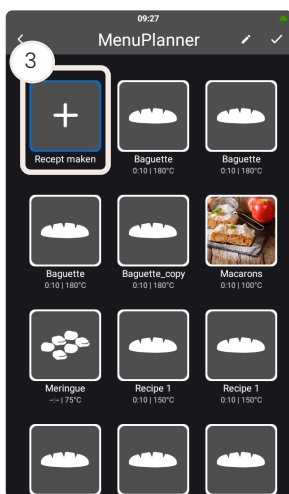 09:27
MenuPlanner
3
Recept maken
Baguette
0:10 | 180°C
Baguette
0:10 | 180°C
Baguette
0:10 | 180°C
Baguette_copy
0:10 | 180°C
Macarons
0:10 | 100°C
Meringue
-:-- | 75°C
Recipe 1
0:10 | 150°C
Recipe 1
0:10 | 150°C